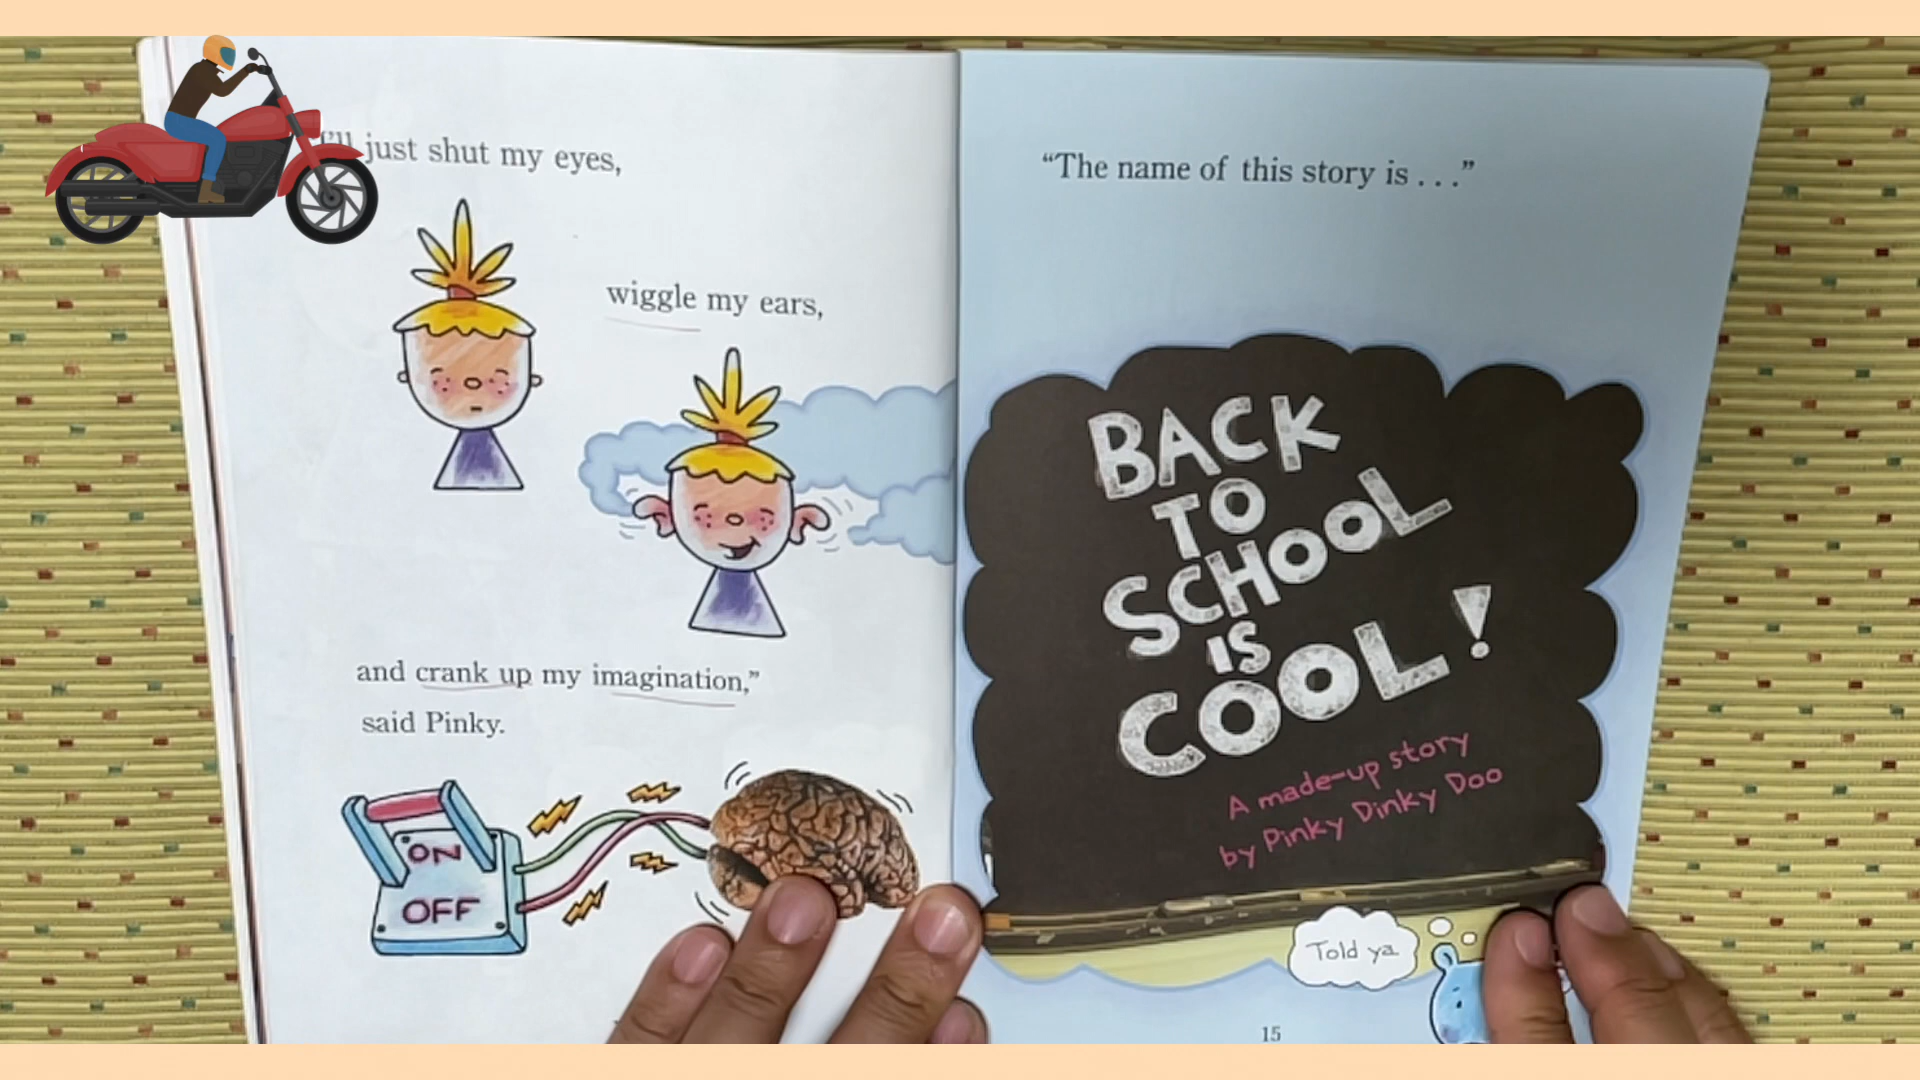 I'll just shut my eyes,
wiggle my ears,
and crank up my imagination,”
said Pinky.
ON
OFF
“The name of this story is . . .”
BACK
TO
SCHOOL
IS
COOL!
A made-up story
by Pinky Dinky Doo
Told ya
15